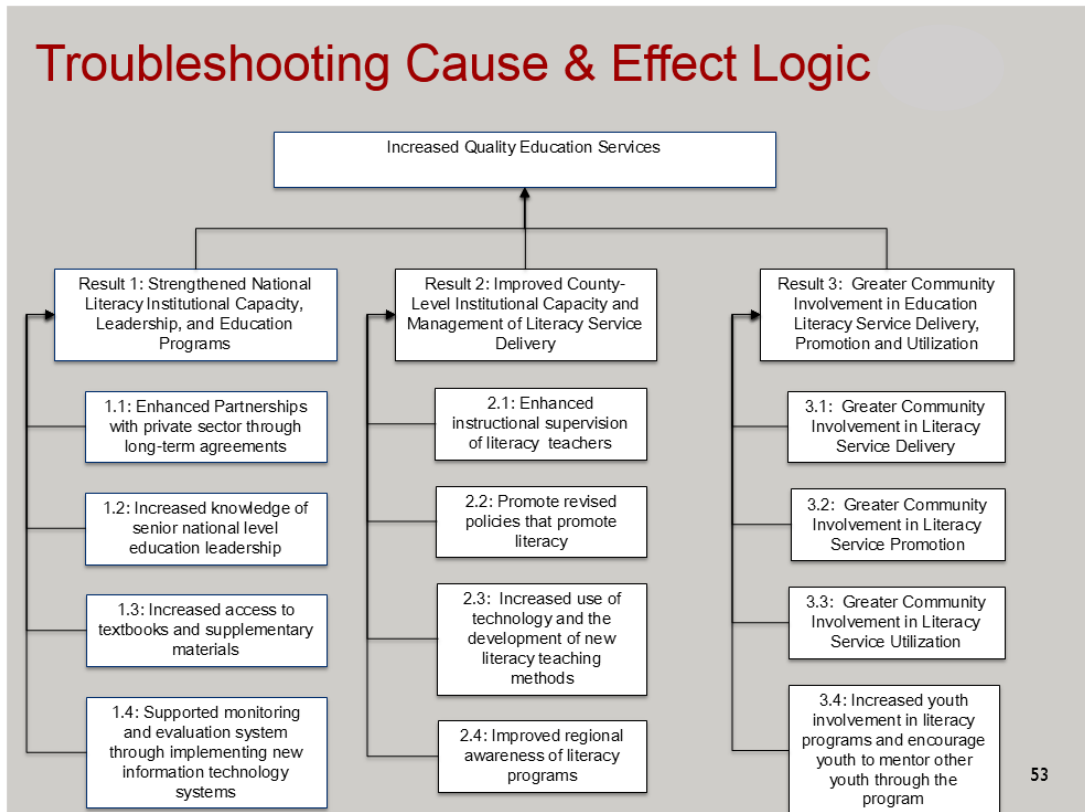 Troubleshooting Cause & Effect Logic
Increased Quality Education Services
Result 1: Strengthened National
Literacy Institutional Capacity,
Leadership, and Education
Programs
1.1: Enhanced Partnerships
with private sector through
long-term agreements
1.2: Increased knowledge of
senior national level
education leadership
1.3: Increased access to
textbooks and supplementary
materials
1.4: Supported monitoring
and evaluation system
through implementing new
information technology
systems
Result 2: Improved County-
Level Institutional Capacity and
Management of Literacy Service
Delivery
2.1: Enhanced
instructional supervision
of literacy teachers
2.2: Promote revised
policies that promote
literacy
2.3: Increased use of
technology and the
development of new
literacy teaching
methods
2.4: Improved regional
awareness of literacy
programs
Result 3: Greater Community
Involvement in Education
Literacy Service Delivery,
Promotion and Utilization
3.1: Greater Community
Involvement in Literacy
Service Delivery
3.2: Greater Community
Involvement in Literacy
Service Promotion
3.3: Greater Community
Involvement in Literacy
Service Utilization
3.4: Increased youth
involvement in literacy
programs and encourage
youth to mentor other
youth through the
program
53